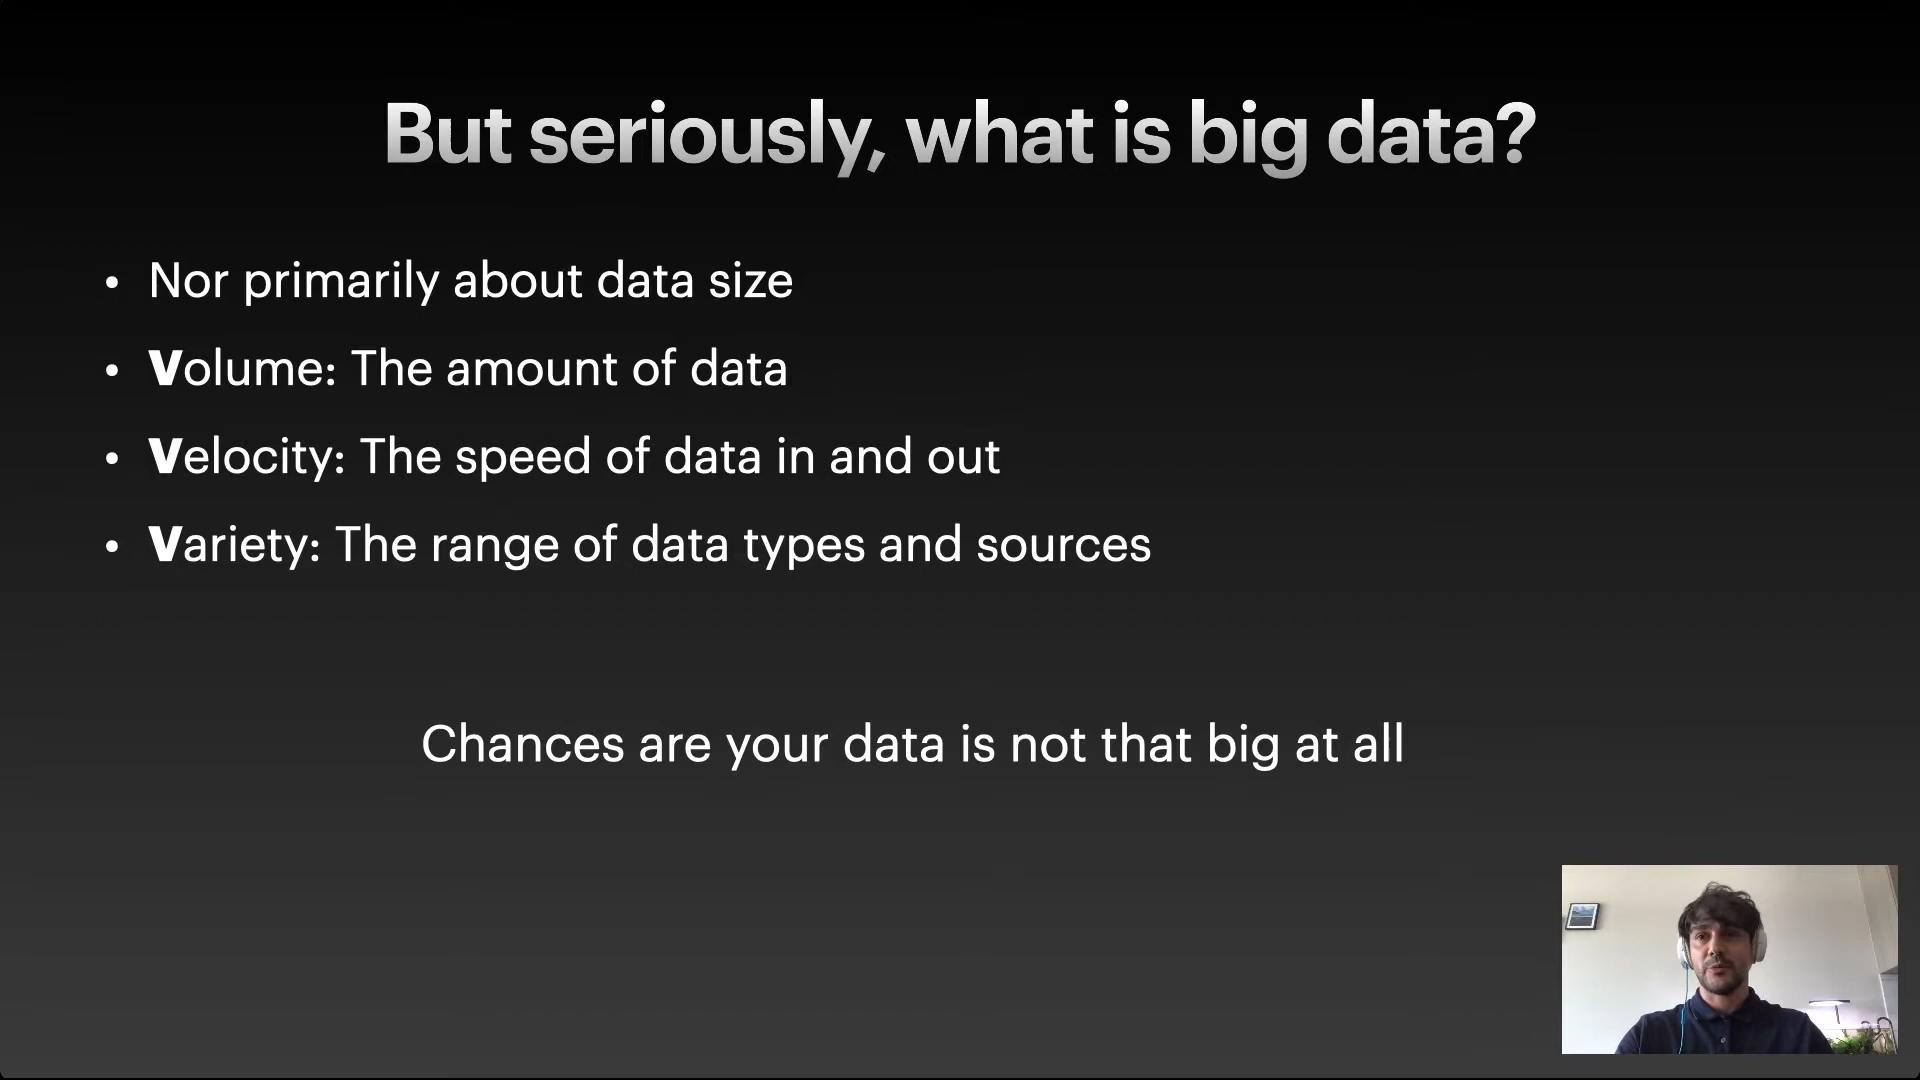 But seriously, what is big data?
• Nor primarily about data size
• Volume: The amount of data
• Velocity: The speed of data in and out
• Variety: The range of data types and sources
Chances are your data is not that big at all